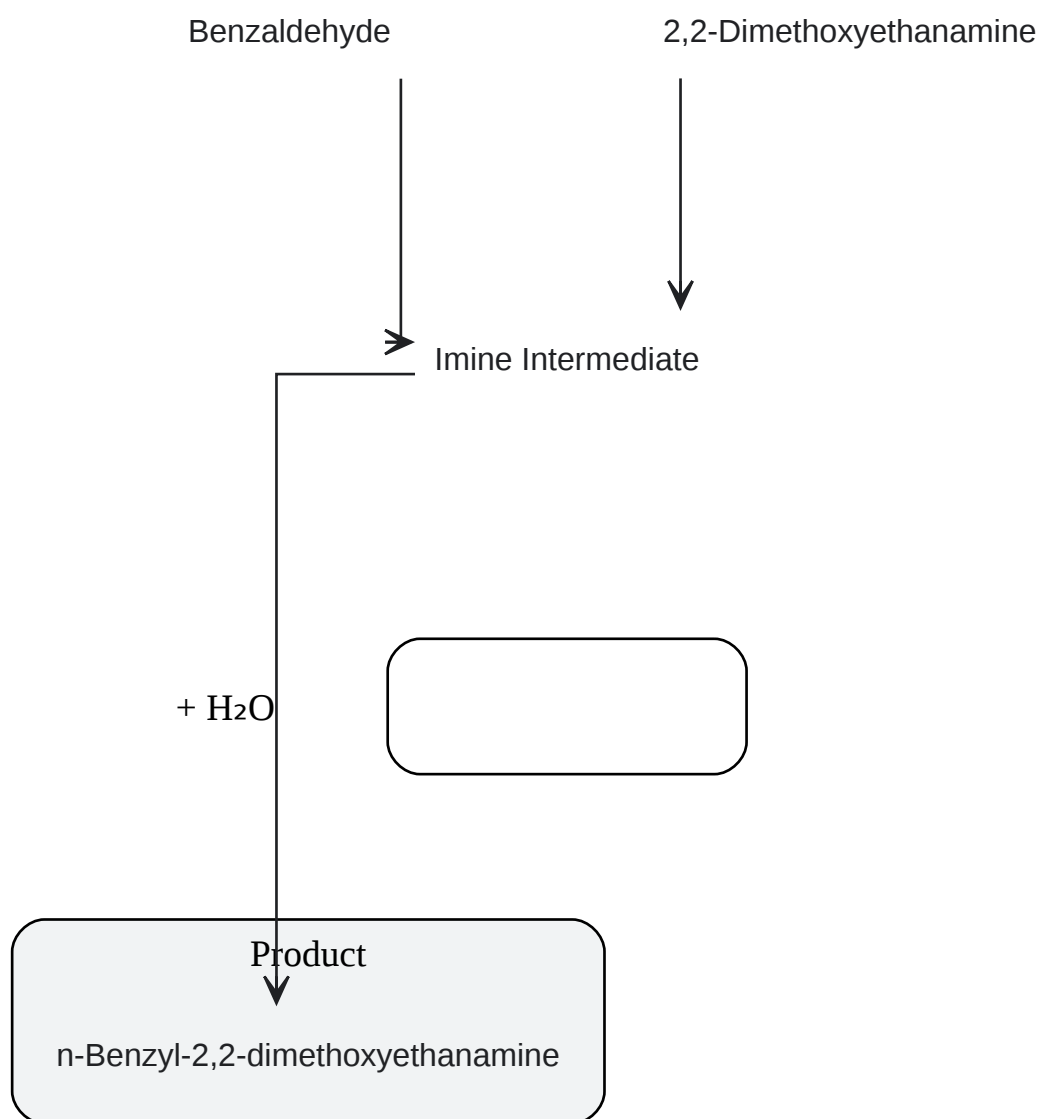 Benzaldehyde
2,2-Dimethoxyethanamine
Imine Intermediate
+ H₂O
Product
n-Benzyl-2,2-dimethoxyethanamine